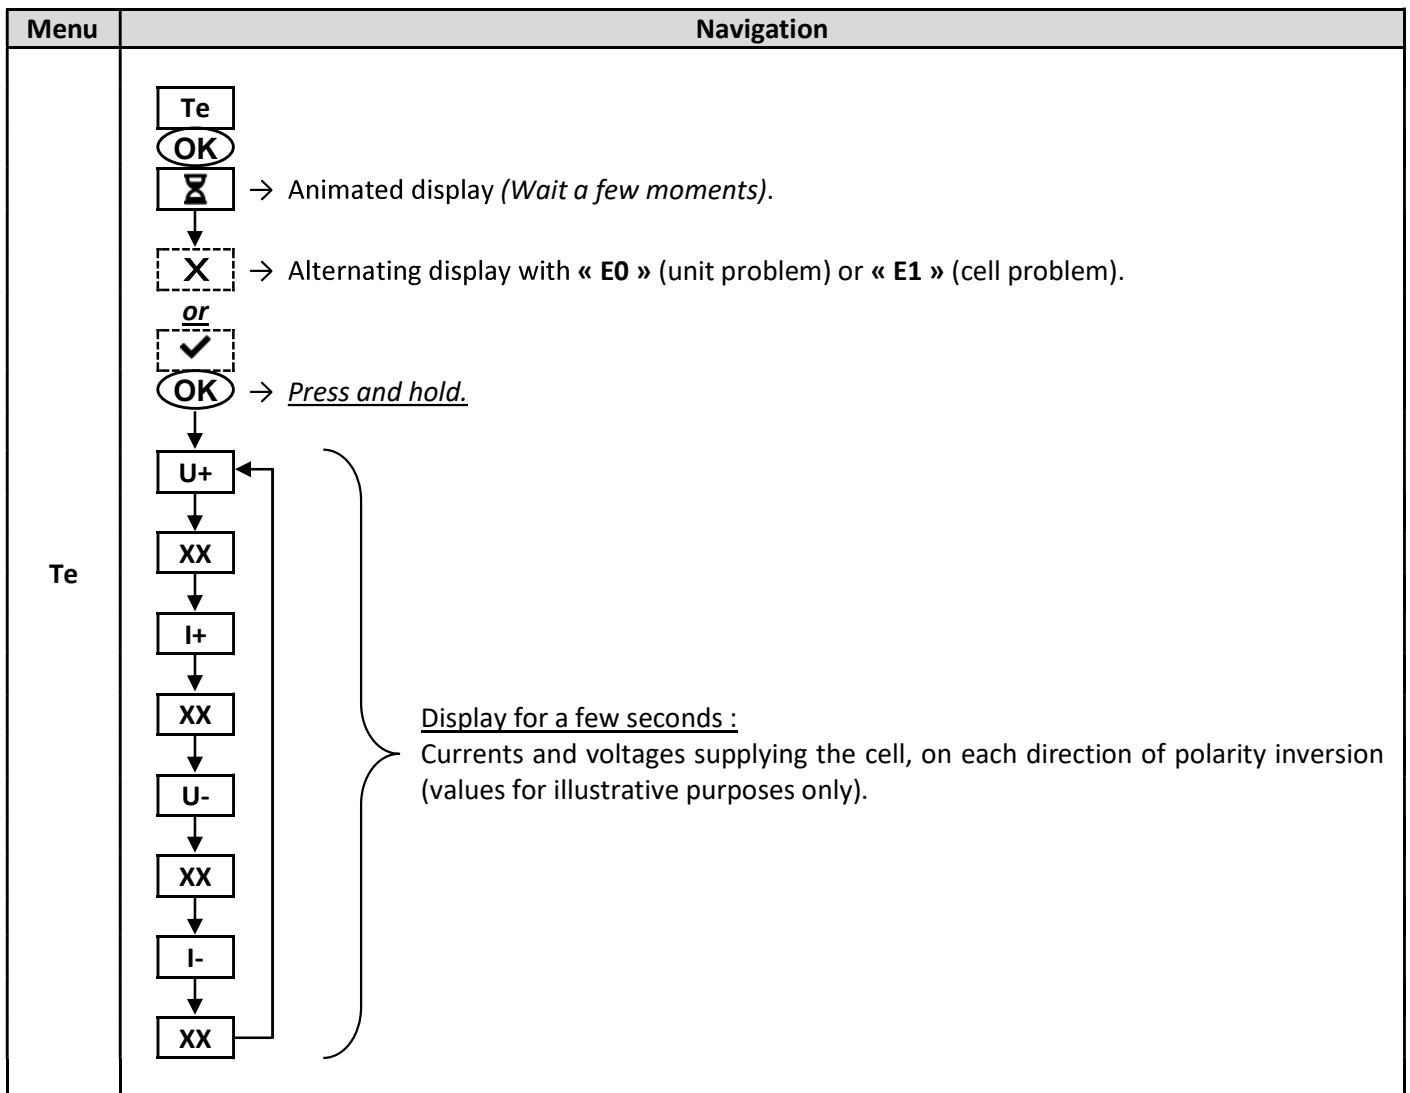 Menu Navigation
Te
OK
→ Animated display (Wait a few moments).
X → Alternating display with « E0 » (unit problem) or « E1 » (cell problem).
or
✔
OK → Press and hold.
U+
XX
Te
I+
XX
Display for a few seconds :
Currents and voltages supplying the cell, on each direction of polarity inversion
(values for illustrative purposes only).
U-
XX
I-
XX